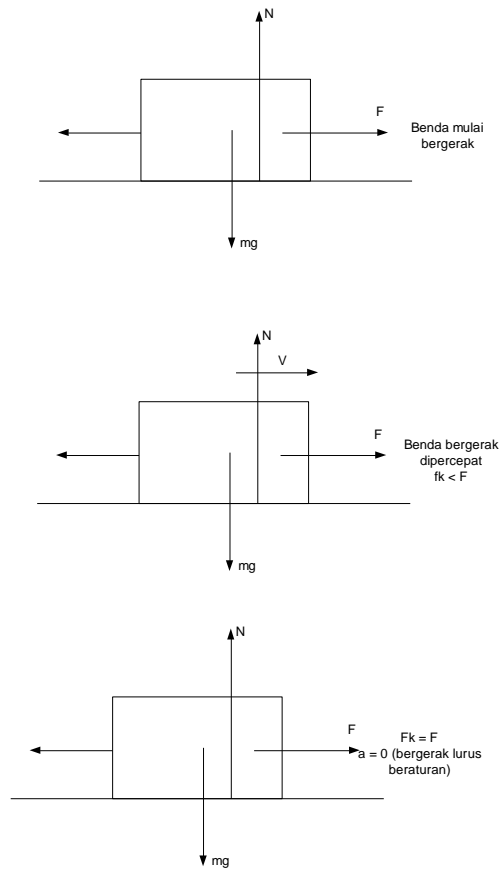 N
F
Benda mulai
bergerak
mg
N
V
F
Benda bergerak
dipercepat
fk < F
mg
N
F
Fk = F
a = 0 (bergerak lurus
beraturan)
mg